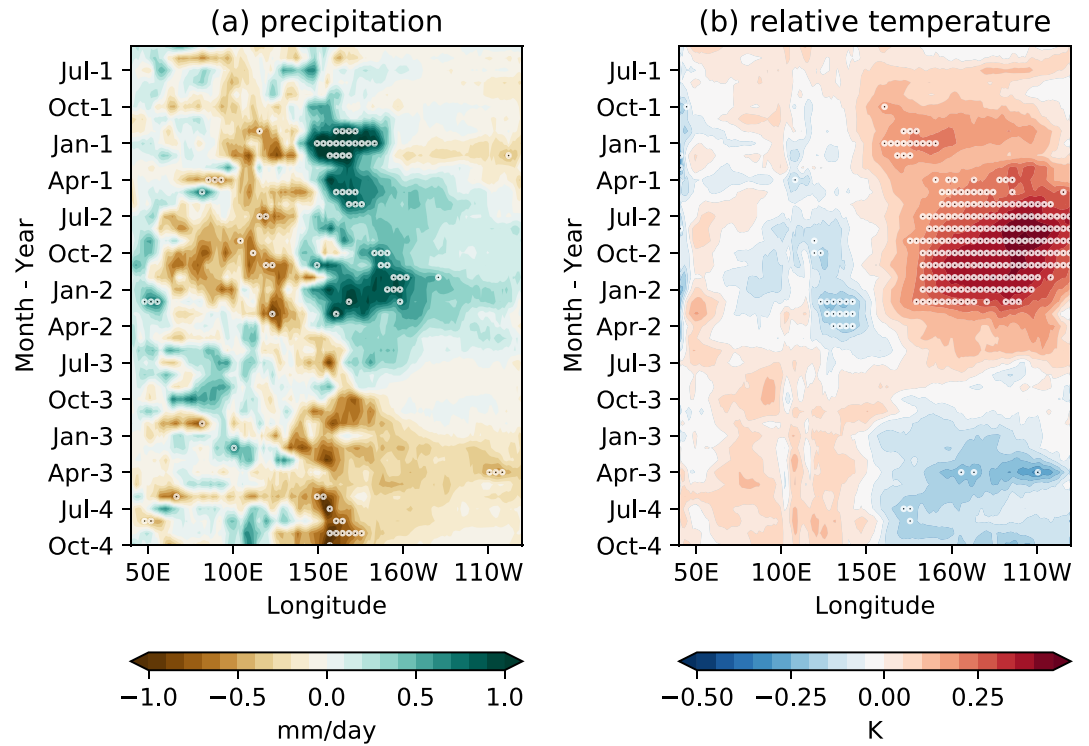 (a) precipitation
(b) relative temperature
Month - Year
Jul-1
Oct-1
Jan-1
Apr-1
Jul-2
Oct-2
Jan-2
Apr-2
Jul-3
Oct-3
Jan-3
Apr-3
Jul-4
Oct-4
50E 100E 150E 160W 110W
Longitude
−1.0 −0.5 0.0 0.5 1.0
mm/day
Month - Year
Jul-1
Oct-1
Jan-1
Apr-1
Jul-2
Oct-2
Jan-2
Apr-2
Jul-3
Oct-3
Jan-3
Apr-3
Jul-4
Oct-4
50E 100E 150E 160W 110W
Longitude
−0.50 −0.25 0.00 0.25
K